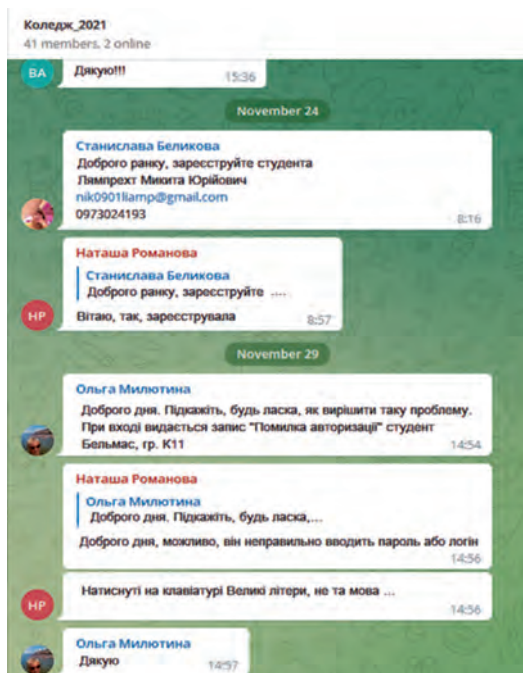 Коледж_2021
41 members, 2 online
ВА
Дякую!!!
15:36
November 24
Станислава Беликова
Доброго ранку, зареєструйте студента
Лямпрехт Микита Юрійович
nik0901liamp@gmail.com
0973024193
8:16
Наташа Романова
Станислава Беликова
Доброго ранку, зареєструйте ....
Вітаю, так, зареєструвала
8:57
НР
November 29
Ольга Милютина
Доброго дня. Підкажіть, будь ласка, як вирішити таку проблему.
При вході видається запис "Помилка авторизації" студент
Бельмас, гр. К11
14:54
Наташа Романова
Ольга Милютина
Доброго дня. Підкажіть, будь ласка,...
Доброго дня, можливо, він неправильно вводить пароль або логін
14:56
Натиснуті на клавіатурі Великі літери, не та мова ...
14:56
НР
Ольга Милютина
Дякую
14:57